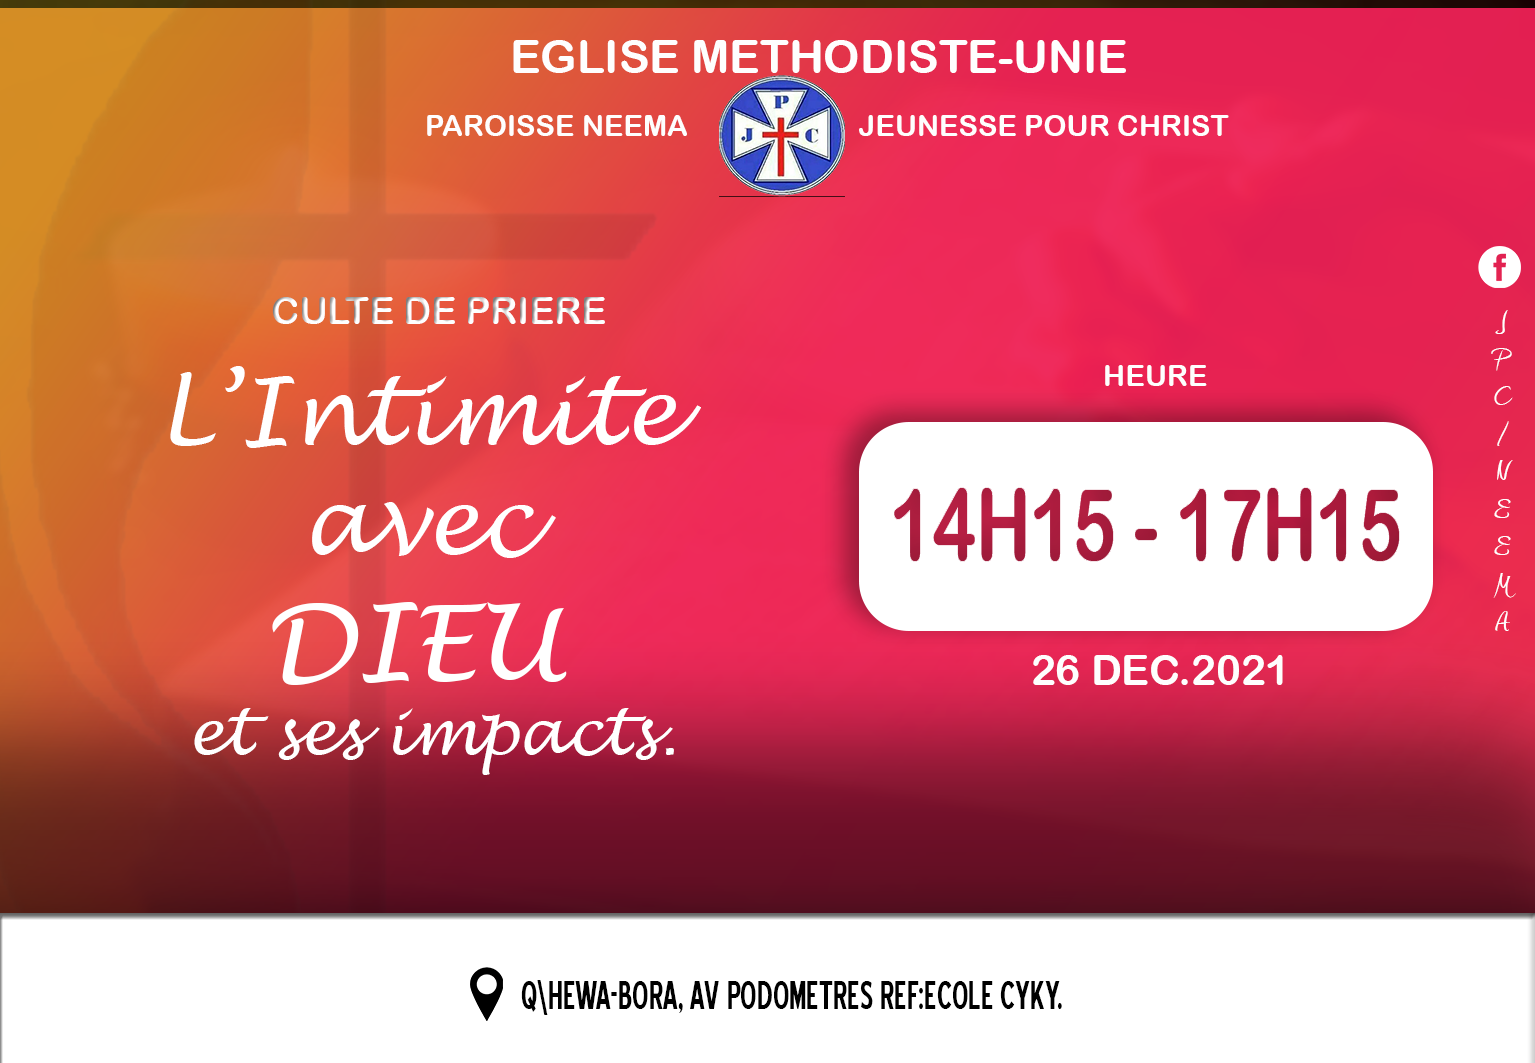 EGLISE METHODISTE-UNIE
PAROISSE NEEMA
P
J C
JEUNESSE POUR CHRIST
CULTE DE PRIERE
L'Intimite
avec
DIEU
et ses impacts.
HEURE
14H15 - 17H15
26 DEC.2021
f
JPC/NEEMA
Q\HEWA-BORA, AV PODOMETRES REF:ECOLE CYKY.